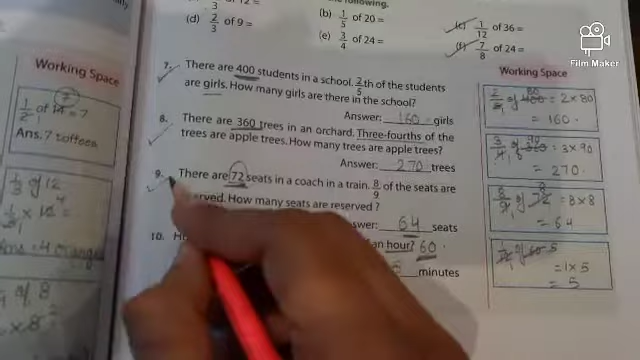 (d) 2/3 of 9 =
(b) 1/5 of 20 =
(c) 1/12 of 36 =
(e) 3/4 of 24 =
(f) 7/8 of 24 =
Film Maker
Working Space
7
Ans. 7 toffees
1/3 of 12
7. There are 400 students in a school. 2/5 th of the students
are girls. How many girls are there in the school?
Answer: 160 girls
8. There are 360 trees in an orchard. Three-fourths of the
trees are apple trees. How many trees are apple trees?
Answer: 270 trees
9. There are 72 seats in a coach in a train. 8/9 of the seats are
reserved. How many seats are reserved ?
64 seats
10.
an hour? 60
minutes
Working Space
2/5 of 400 80 = 2 × 80
= 160.
3/4 of 360 90 = 3 × 90
= 270.
8/9 of 72 8 = 8 × 8
= 64
= 1 × 5
= 5